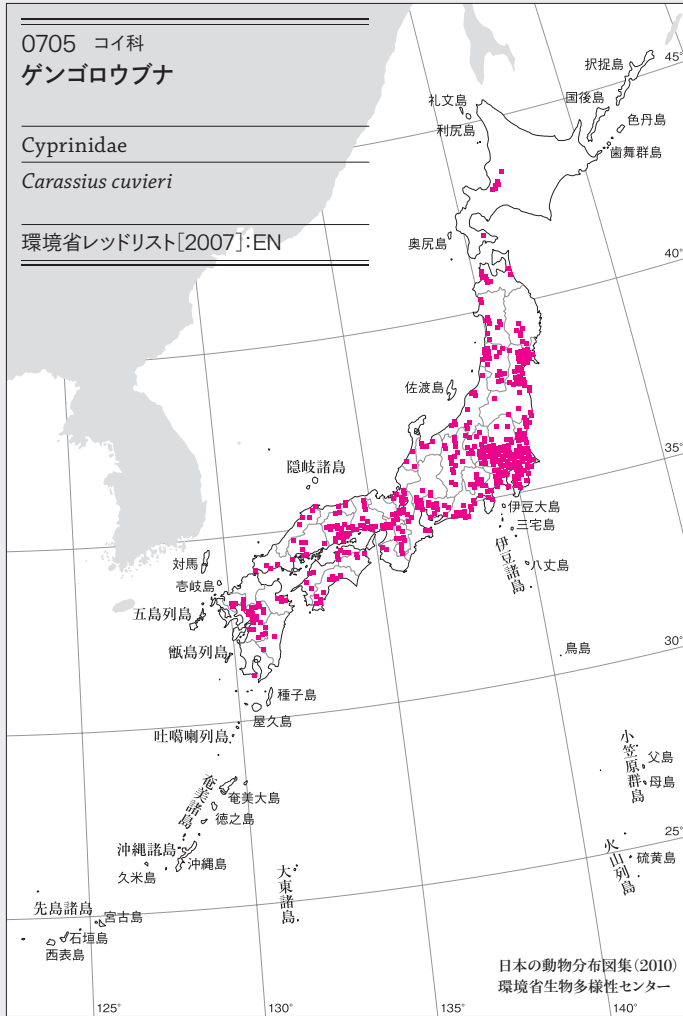 0705 コイ科
ゲンゴロウブナ
Cyprinidae
Carassius cuvieri
環境省レッドリスト[2007]:EN
択捉島
45°
礼文島
国後島
利尻島
色丹島
歯舞群島
奥尻島
40°
佐渡島
35°
隠岐諸島
伊豆大島
三宅島
伊豆諸島
八丈島
対馬
壱岐島
五島列島
甑島列島
鳥島
30°
種子島
屋久島
吐噶喇列島
小笠原群島
父島
母島
奄美諸島
奄美大島
徳之島
25°
沖縄諸島
沖縄島
久米島
火山列島
硫黄島
大東諸島
先島諸島
宮古島
石垣島
西表島
日本の動物分布図集(2010)
環境省生物多様性センター
125°
130°
135°
140°